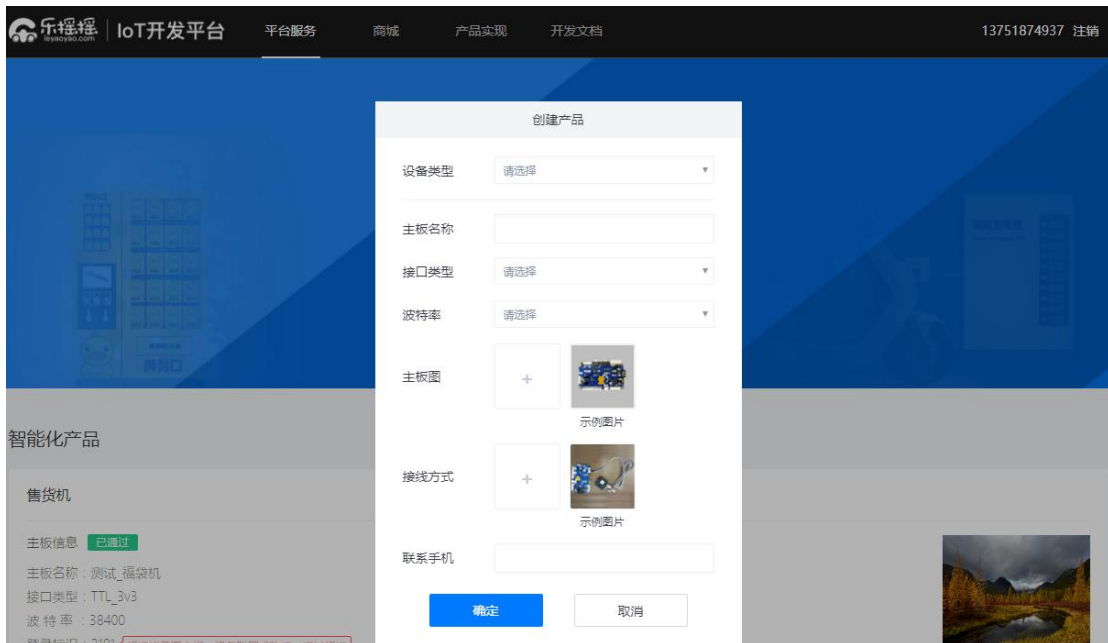 乐摇摇 leyaoyao.com IoT开发平台 平台服务 商城 产品实现 开发文档 13751874937 注销
创建产品
设备类型 请选择
主板名称
接口类型 请选择
波特率 请选择
主板图 +
示例图片
接线方式 +
示例图片
联系手机
确定 取消
智能化产品
售货机
主板信息 已通过
主板名称：测试_福袋机
接口类型：TTL_3v3
波 特 率 ：38400